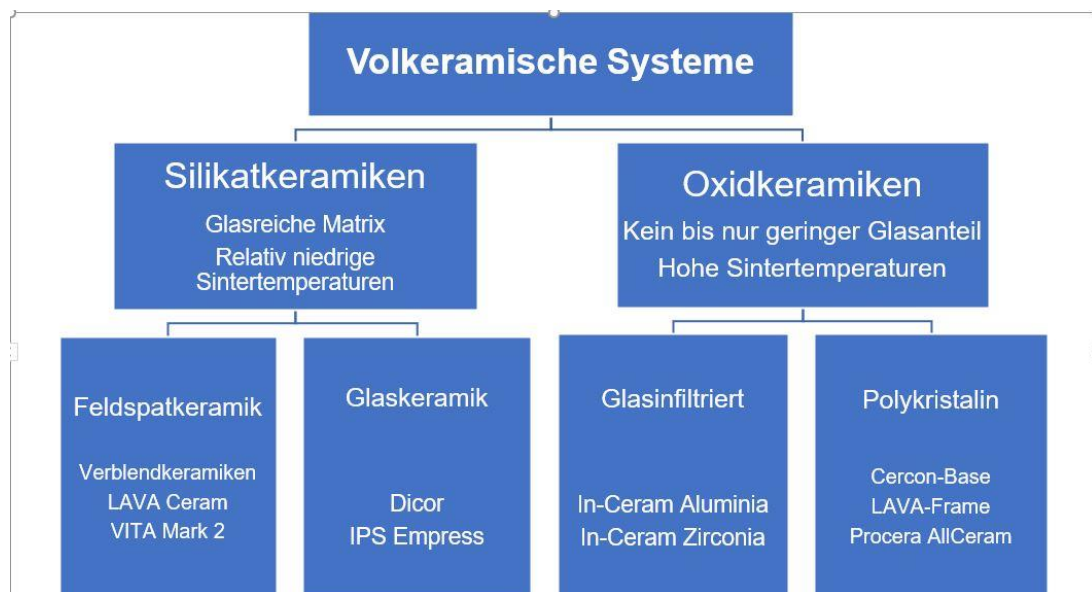 Volkeramische Systeme
Silikatkeramiken
Glasreiche Matrix
Relativ niedrige
Sintertemperaturen
Oxidkeramiken
Kein bis nur geringer Glasanteil
Hohe Sintertemperaturen
Feldspatkeramik
Verblendkeramiken
LAVA Ceram
VITA Mark 2
Glaskeramik
Dicor
IPS Empress
Glasinfiltriert
In-Ceram Aluminia
In-Ceram Zirconia
Polykristalin
Cercon-Base
LAVA-Frame
Procera AllCeram